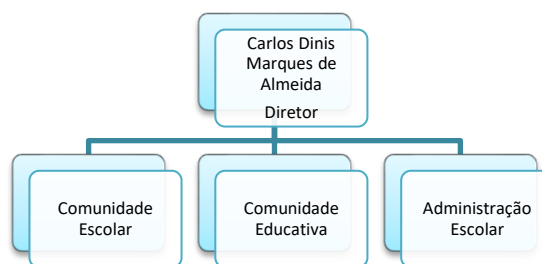 Carlos Dinis
Marques de
Almeida
Diretor
Comunidade
Escolar
Comunidade
Educativa
Administração
Escolar